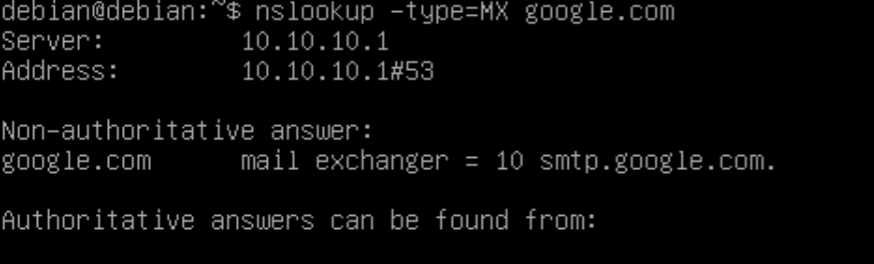 debian@debian:~$ nslookup -type=MX google.com
Server: 10.10.10.1
Address: 10.10.10.1#53
Non-authoritative answer:
google.com mail exchanger = 10 smtp.google.com.
Authoritative answers can be found from: